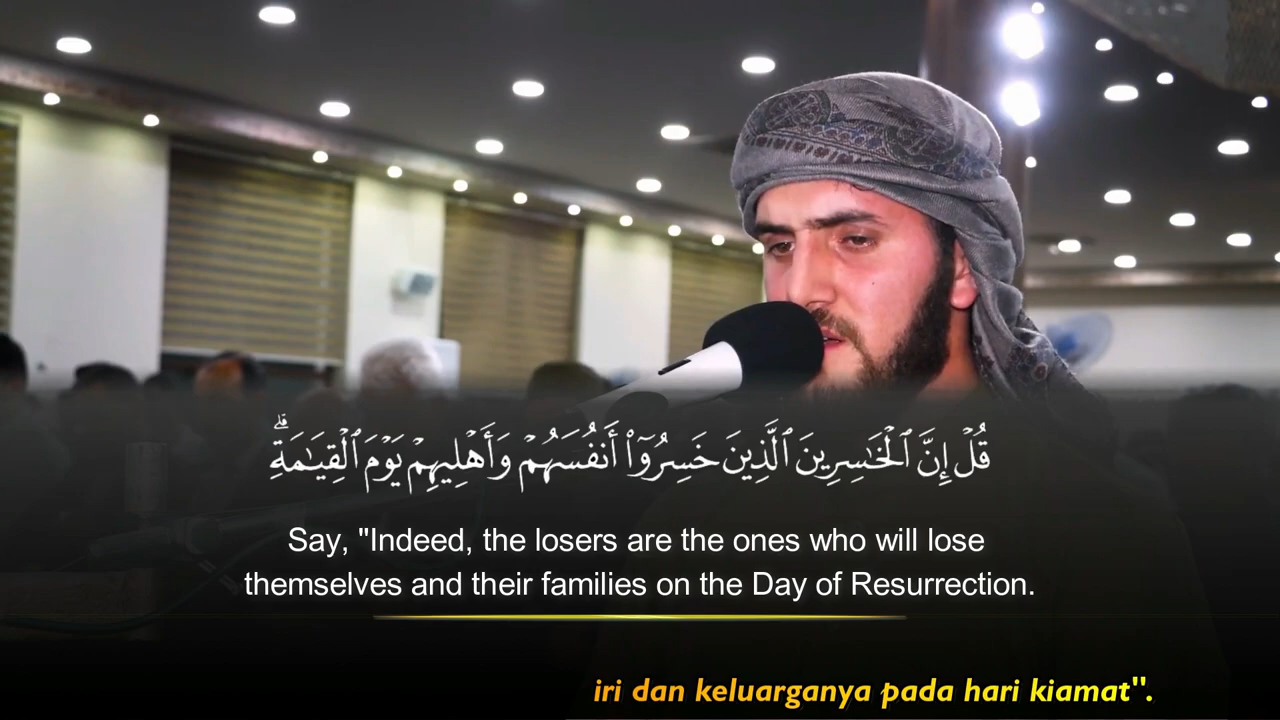 قُلْ إِنَّ ٱلْخَـٰسِرِينَ ٱلَّذِينَ خَسِرُوٓا۟ أَنفُسَهُمْ وَأَهْلِيهِمْ يَوْمَ ٱلْقِيَـٰمَةِ ۗ
Say, "Indeed, the losers are the ones who will lose
themselves and their families on the Day of Resurrection.
iri dan keluarganya pada hari kiamat".